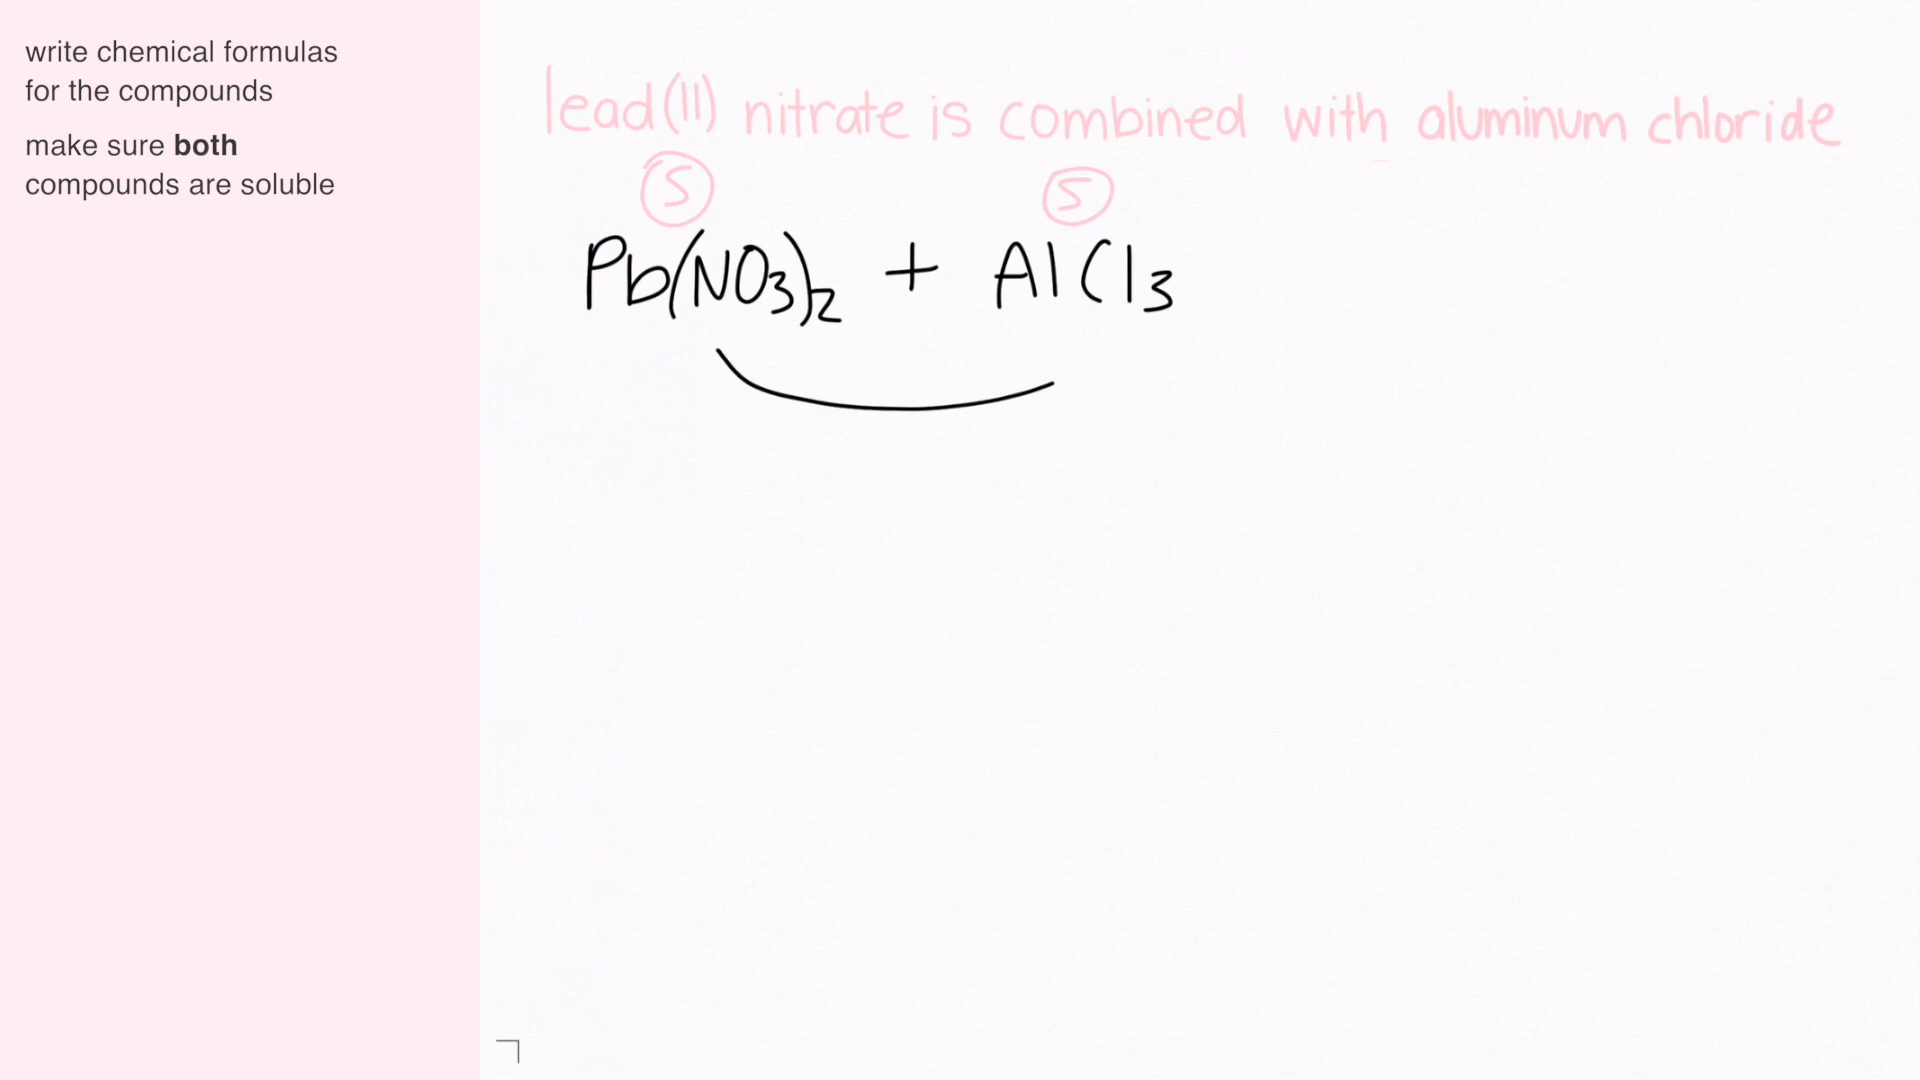 write chemical formulas
for the compounds
make sure both
compounds are soluble
lead(II) nitrate is combined with aluminum chloride
S S
Pb(NO3)2 + AlCl3